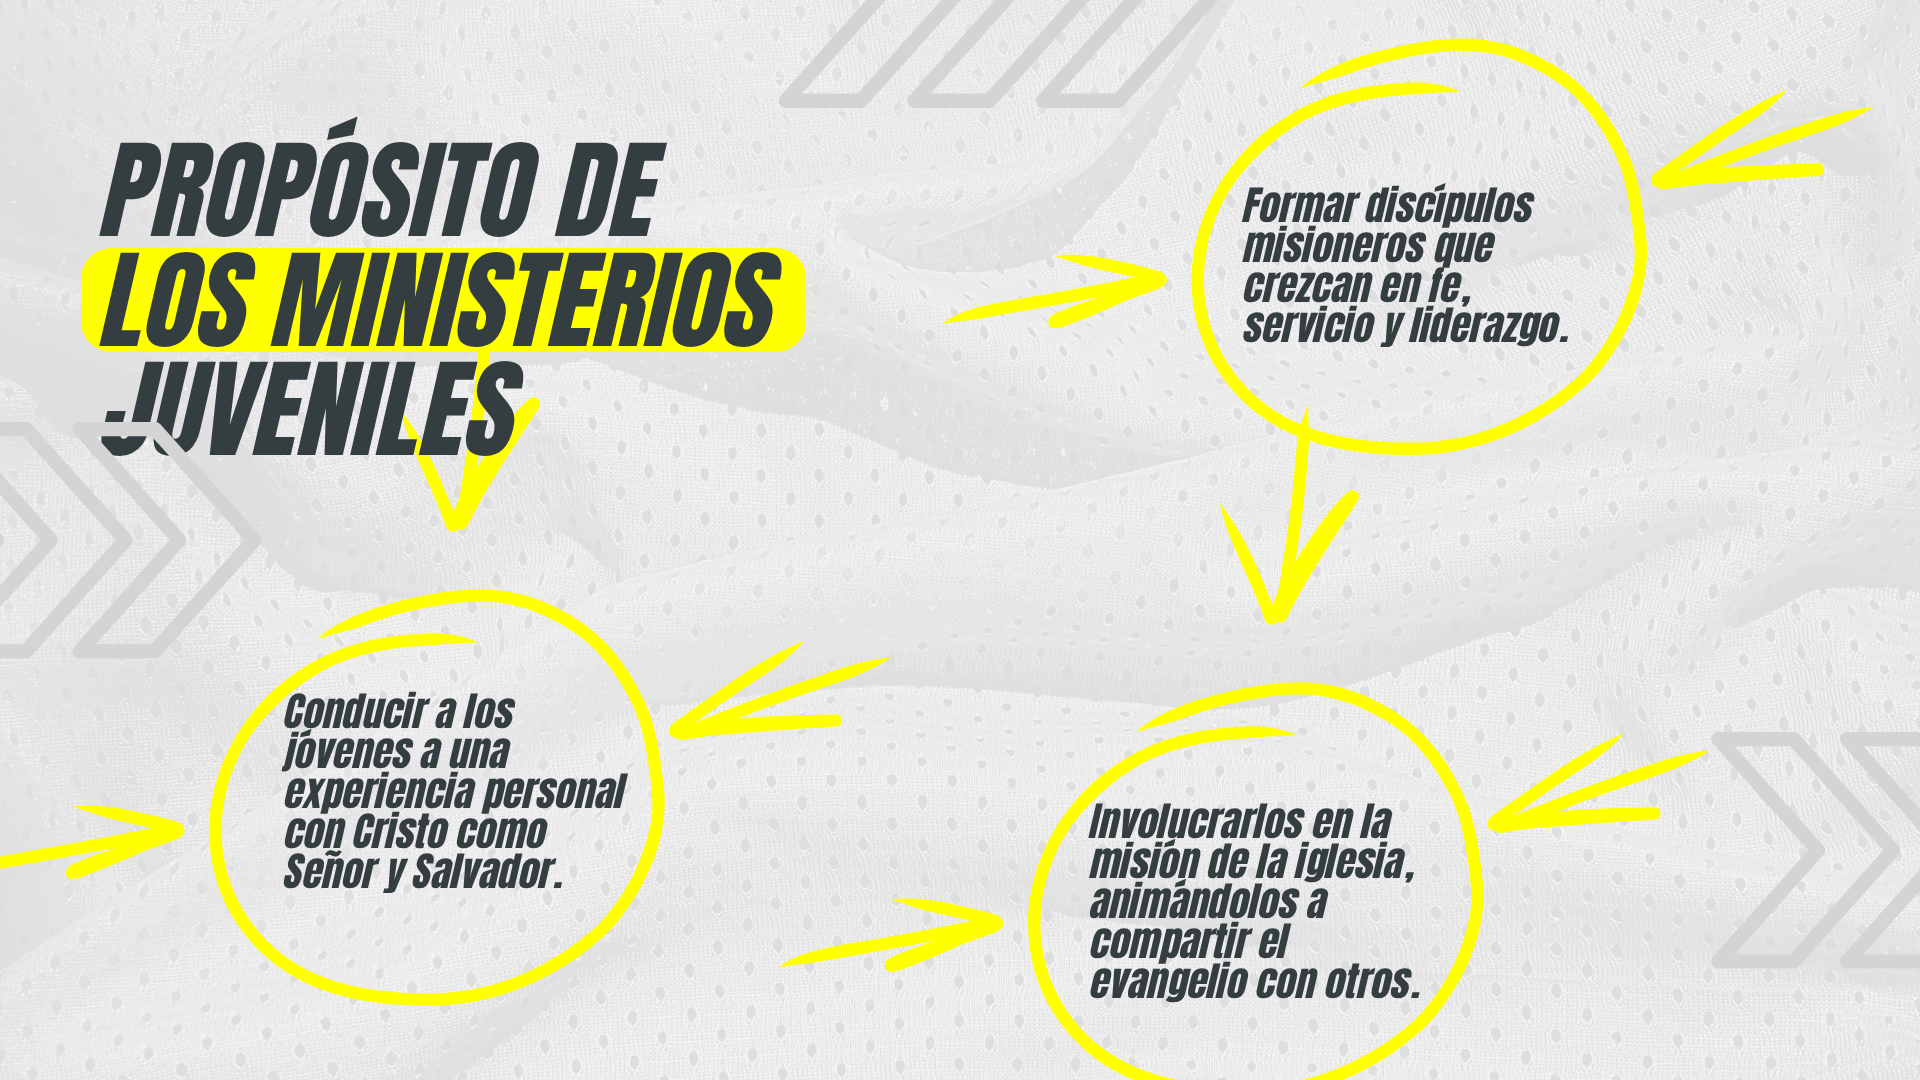 PROPÓSITO DE
LOS MINISTERIOS
-JUVENILES
Formar discípulos
misioneros que
crezcan en fe,
servicio y liderazgo.
Conducir a los
jóvenes a una
experiencia personal
con Cristo como
Señor y Salvador.
Involucrarlos en la
misión de la iglesia,
animándolos a
compartir el
evangelio con otros.